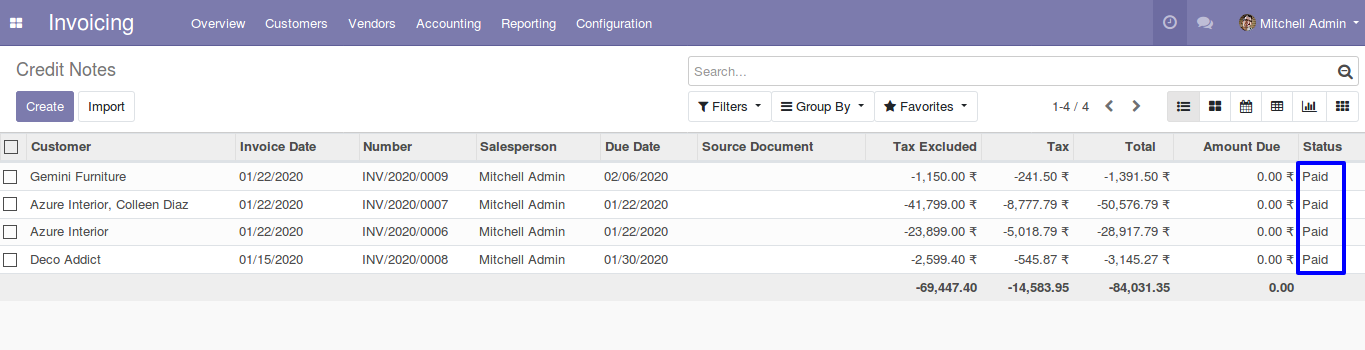 Invoicing Overview Customers Vendors Accounting Reporting Configuration Mitchell Admin
Credit Notes Search...
Create Import Filters Group By Favorites 1-4 / 4
Customer Invoice Date Number Salesperson Due Date Source Document Tax Excluded Tax Total Amount Due Status
Gemini Furniture 01/22/2020 INV/2020/0009 Mitchell Admin 02/06/2020 -1,150.00 ₹ -241.50 ₹ -1,391.50 ₹ 0.00 ₹ Paid
Azure Interior, Colleen Diaz 01/22/2020 INV/2020/0007 Mitchell Admin 01/22/2020 -41,799.00 ₹ -8,777.79 ₹ -50,576.79 ₹ 0.00 ₹ Paid
Azure Interior 01/22/2020 INV/2020/0006 Mitchell Admin 01/22/2020 -23,899.00 ₹ -5,018.79 ₹ -28,917.79 ₹ 0.00 ₹ Paid
Deco Addict 01/15/2020 INV/2020/0008 Mitchell Admin 01/30/2020 -2,599.40 ₹ -545.87 ₹ -3,145.27 ₹ 0.00 ₹ Paid
-69,447.40 -14,583.95 -84,031.35 0.00